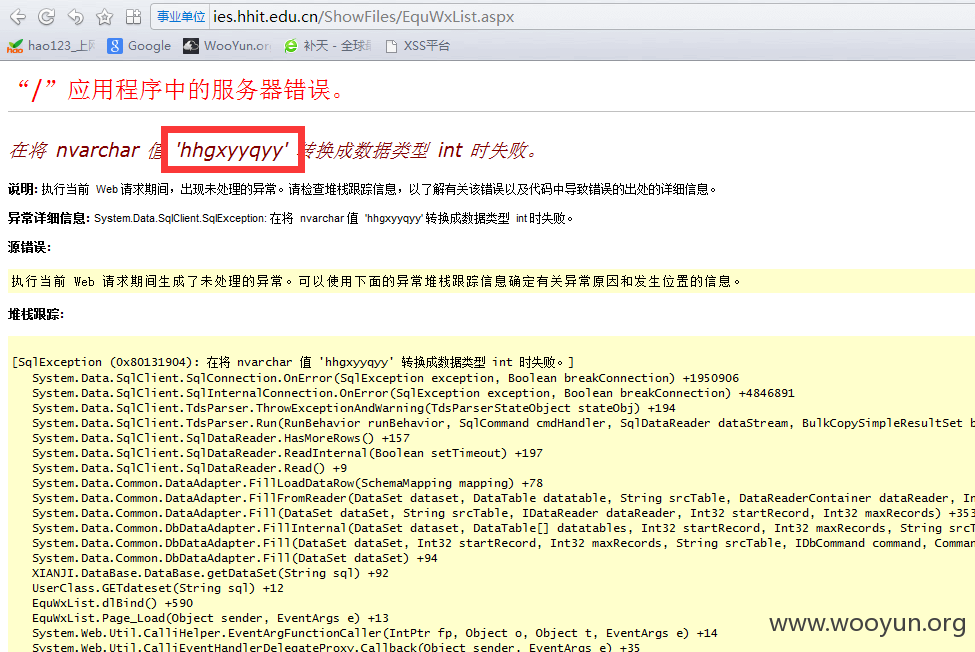 事业单位 ies.hhit.edu.cn/ShowFiles/EquWxList.aspx
hao123_上网 Google WooYun.or 补天 - 全球 XSS平台
“/”应用程序中的服务器错误。
在将 nvarchar 值 'hhgxyyqyy' 转换成数据类型 int 时失败。
说明: 执行当前 Web 请求期间，出现未处理的异常。请检查堆栈跟踪信息，以了解有关该错误以及代码中导致错误的出处的详细信息。
异常详细信息: System.Data.SqlClient.SqlException: 在将 nvarchar 值 'hhgxyyqyy' 转换成数据类型 int 时失败。
源错误:
执行当前 Web 请求期间生成了未处理的异常。可以使用下面的异常堆栈跟踪信息确定有关异常原因和发生位置的信息。
堆栈跟踪:
[SqlException (0x80131904): 在将 nvarchar 值 'hhgxyyqyy' 转换成数据类型 int 时失败。]
System.Data.SqlClient.SqlConnection.OnError(SqlException exception, Boolean breakConnection) +1950906
System.Data.SqlClient.SqlInternalConnection.OnError(SqlException exception, Boolean breakConnection) +4846891
System.Data.SqlClient.TdsParser.ThrowExceptionAndWarning(TdsParserStateObject stateObj) +194
System.Data.SqlClient.TdsParser.Run(RunBehavior runBehavior, SqlCommand cmdHandler, SqlDataReader dataStream, BulkCopySimpleResultSet b
System.Data.SqlClient.SqlDataReader.HasMoreRows() +157
System.Data.SqlClient.SqlDataReader.ReadInternal(Boolean setTimeout) +197
System.Data.SqlClient.SqlDataReader.Read() +9
System.Data.Common.DataAdapter.FillLoadDataRow(SchemaMapping mapping) +78
System.Data.Common.DataAdapter.FillFromReader(DataSet dataset, DataTable datatable, String srcTable, DataReaderContainer dataReader, In
System.Data.Common.DataAdapter.Fill(DataSet dataSet, String srcTable, IDataReader dataReader, Int32 startRecord, Int32 maxRecords) +353
System.Data.Common.DbDataAdapter.FillInternal(DataSet dataset, DataTable[] datatables, Int32 startRecord, Int32 maxRecords, String srcT
System.Data.Common.DbDataAdapter.Fill(DataSet dataSet, Int32 startRecord, Int32 maxRecords, String srcTable, IDbCommand command, Comman
System.Data.Common.DbDataAdapter.Fill(DataSet dataSet) +94
XIANJI.DataBase.DataBase.getDataSet(String sql) +92
UserClass.GETdateset(String sql) +12
EquWxList.dlBind() +590
EquWxList.Page_Load(Object sender, EventArgs e) +13
System.Web.Util.CalliHelper.EventArgFunctionCaller(IntPtr fp, Object o, Object t, EventArgs e) +14
System.Web.Util.CalliEventHandlerDelegateProxy.Callback(Object sender, EventArgs e) +35
www.wooyun.org